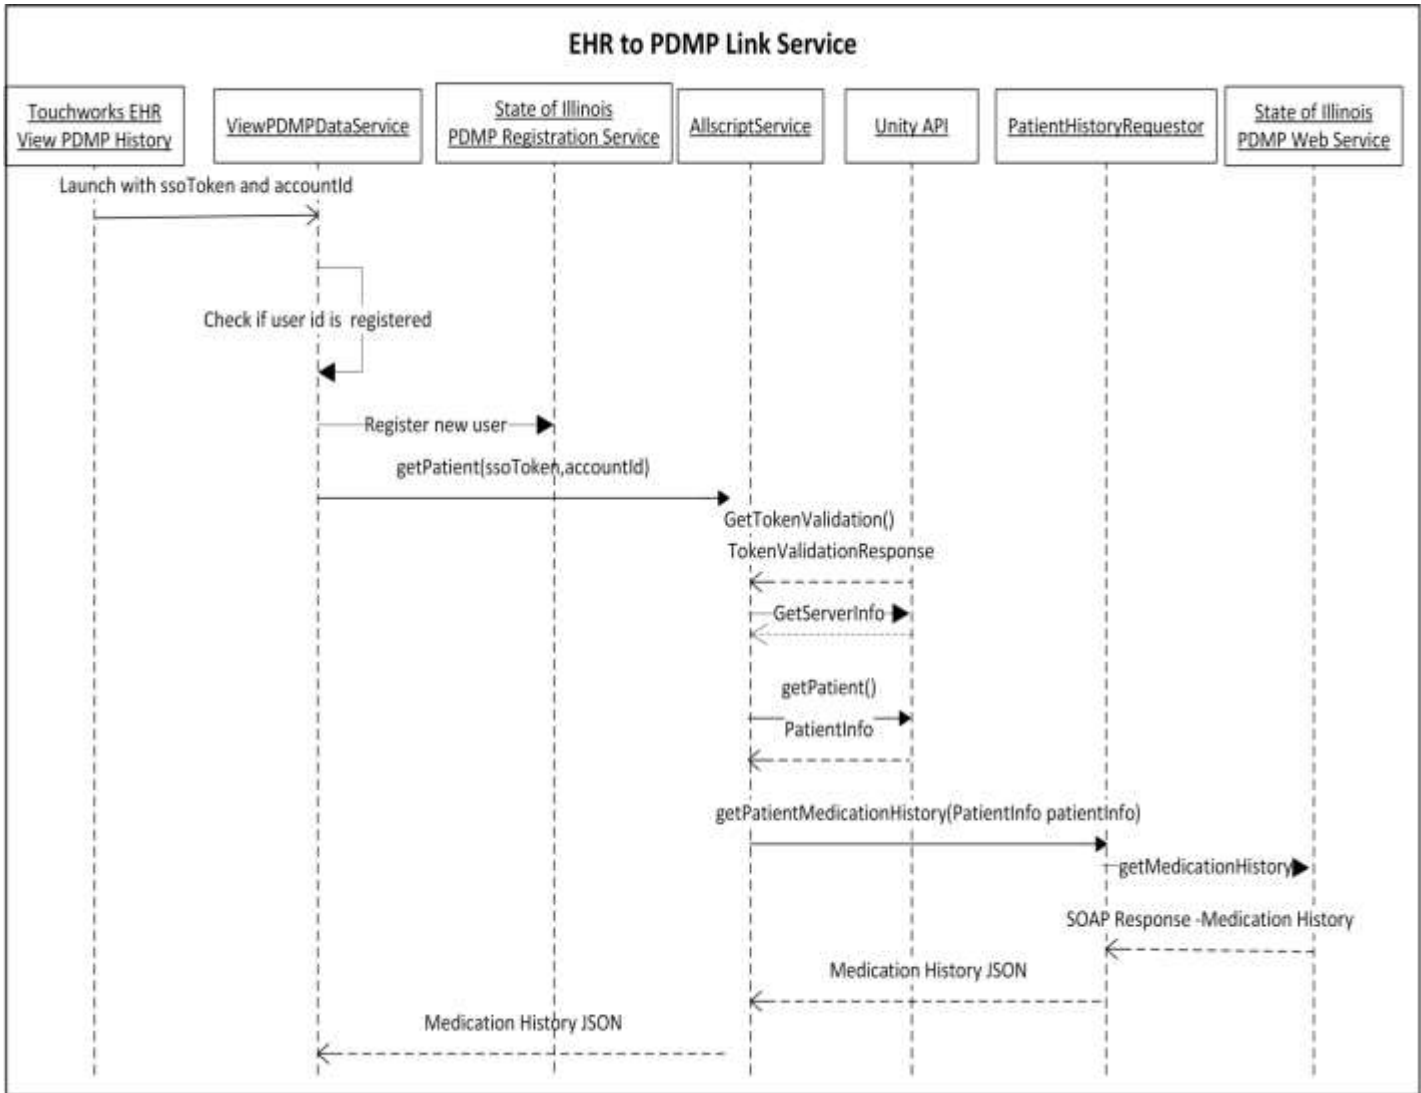 EHR to PDMP Link Service
Touchworks EHR
View PDMP History
ViewPDMPDataService
State of Illinois
PDMP Registration Service
AllscriptService
Unity API
PatientHistoryRequestor
State of Illinois
PDMP Web Service
Launch with ssoToken and accountId
Check if user id is registered
Register new user
getPatient(ssoToken,accountId)
GetTokenValidation()
TokenValidationResponse
GetServerInfo
getPatient()
PatientInfo
getPatientMedicationHistory(PatientInfo patientInfo)
getMedicationHistory
SOAP Response -Medication History
Medication History JSON
Medication History JSON